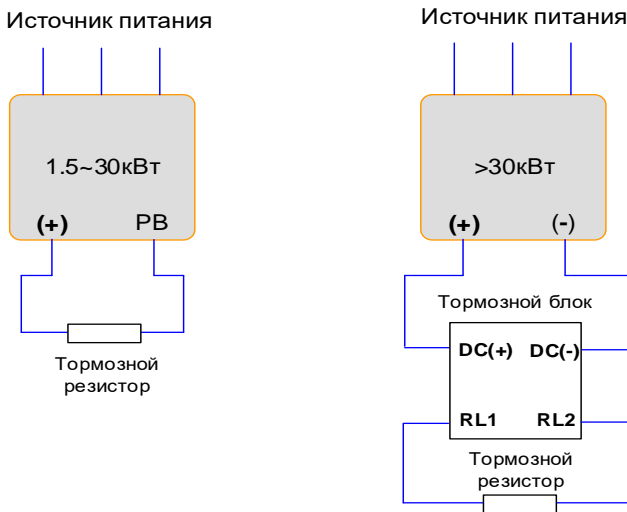 Источник питания
1.5~30кВт
(+) PB
Тормозной
резистор
Источник питания
>30кВт
(+) (-)
Тормозной блок
DC(+) DC(-)
RL1 RL2
Тормозной
резистор